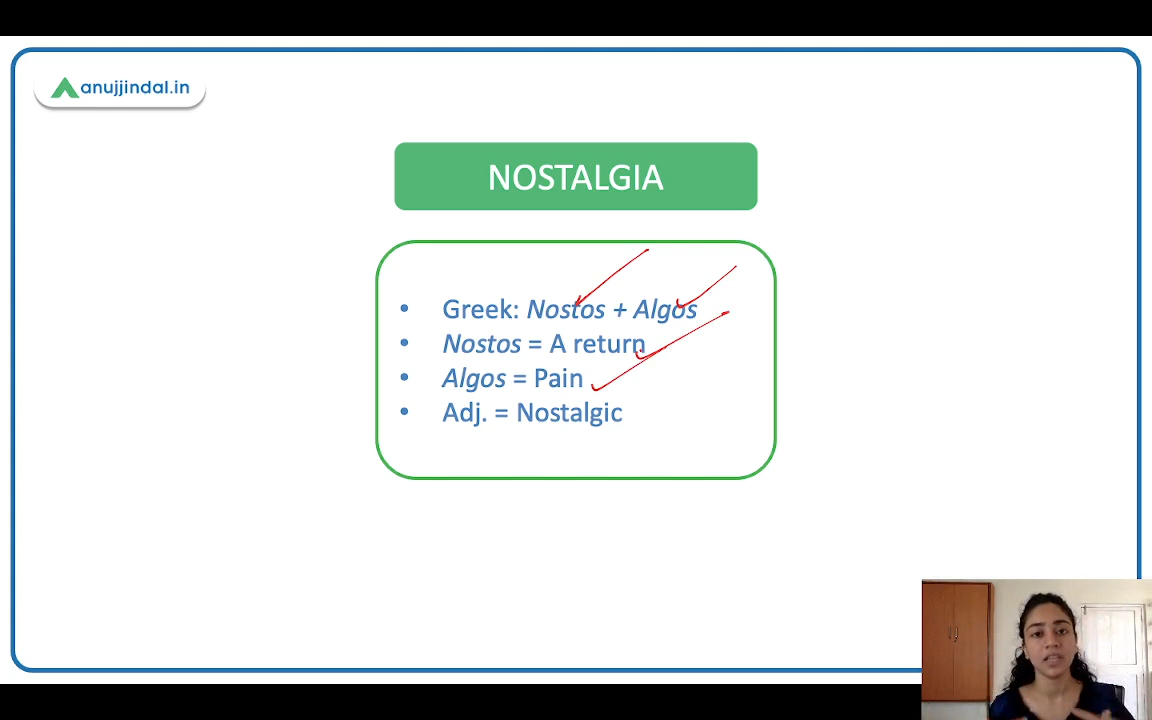 anujjindal.in
NOSTALGIA
• Greek: Nostos + Algos
• Nostos = A return
• Algos = Pain
• Adj. = Nostalgic